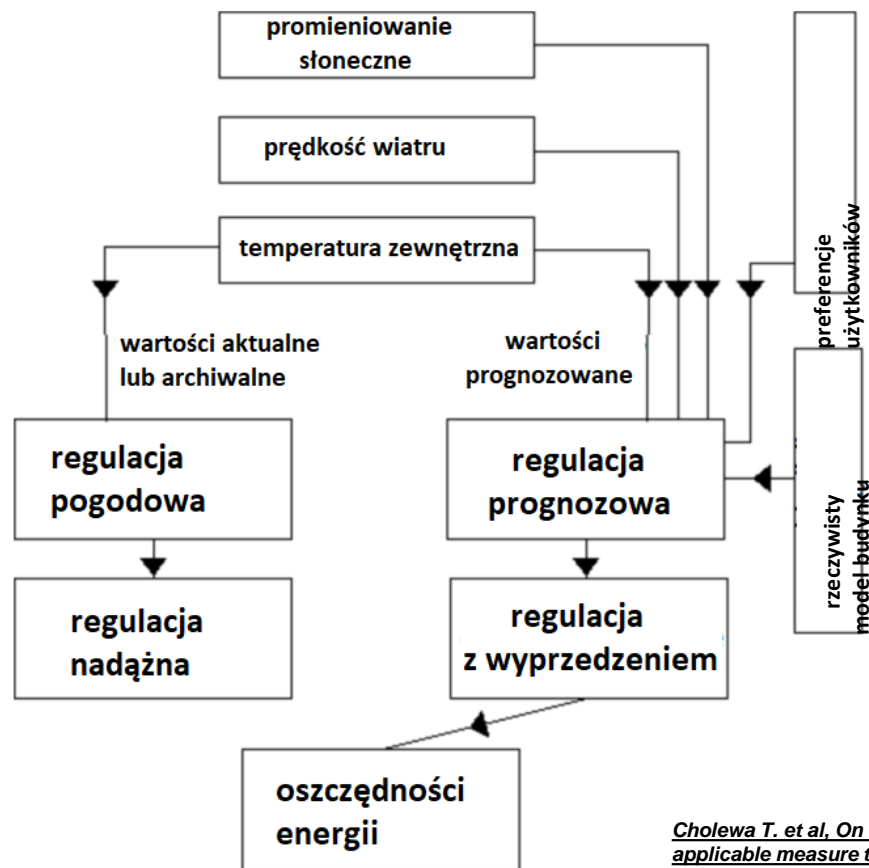 promieniowanie
słoneczne
prędkość wiatru
temperatura zewnętrzna
preferencje
użytkowników
wartości aktualne
lub archiwalne
wartości
prognozowane
regulacja
pogodowa
regulacja
prognozowa
rzeczywisty
model budynku
regulacja
nadążna
regulacja
z wyprzedzeniem
oszczędności
energii
Cholewa T. et al, On
applicable measure t